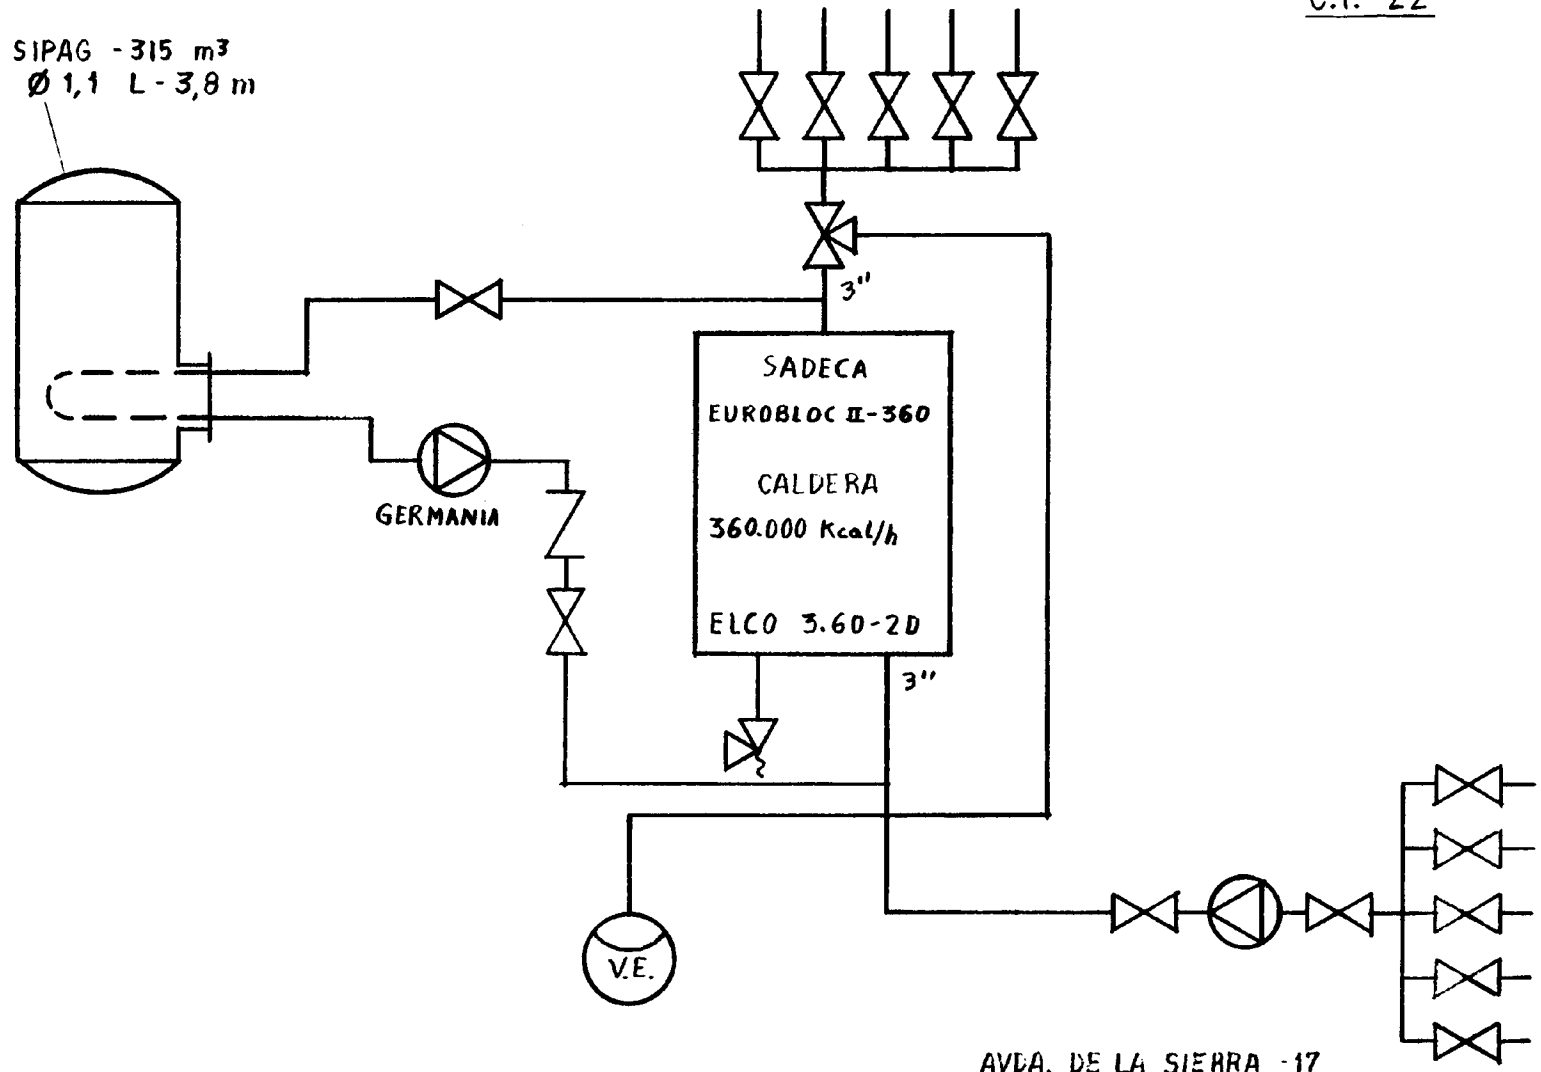 22
SIPAG - 315 m³
Ø 1,1 L - 3,8 m
3"
SADECA
EUROBLOC II-360
CALDERA
360.000 Kcal/h
GERMANIA
ELCO 3.60-2D
3"
V.E.
AVDA. DE LA SIERRA -17